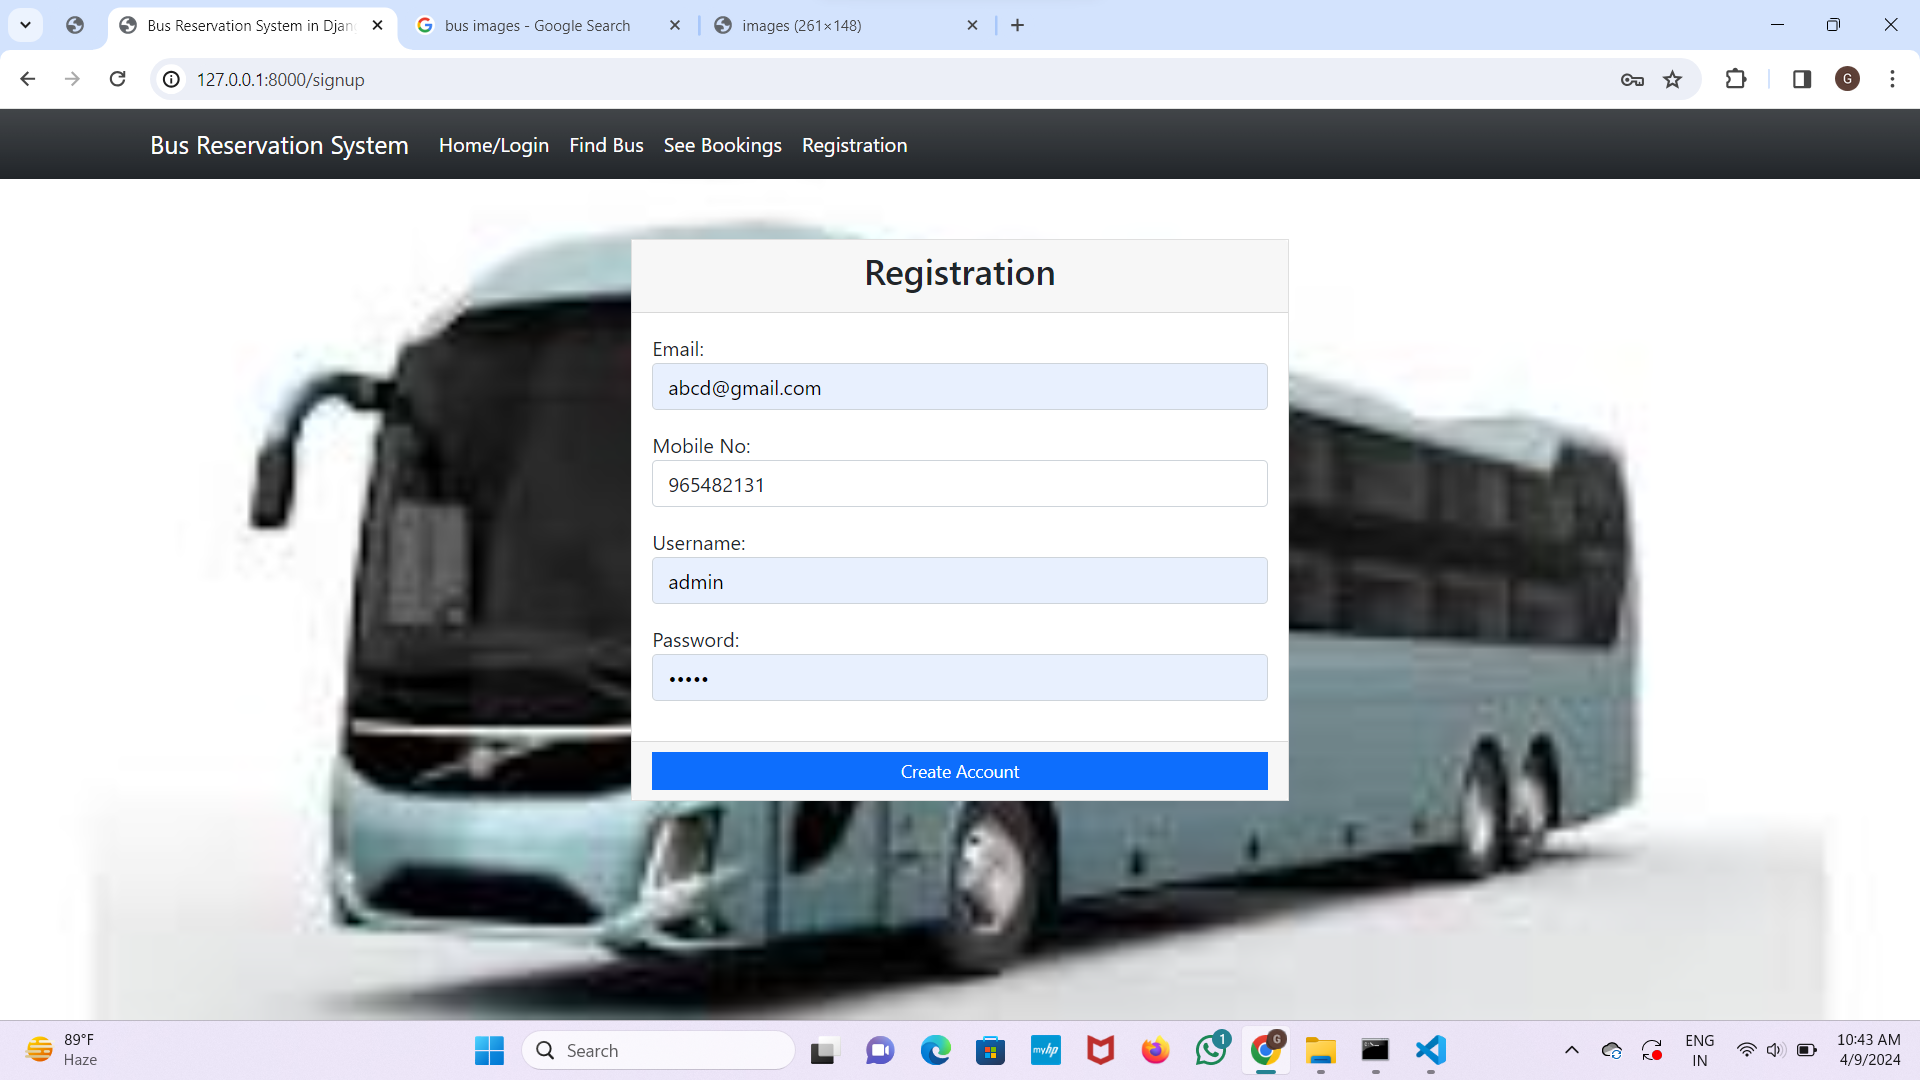 Bus Reservation System in Djan
bus images - Google Search
images (261×148)
127.0.0.1:8000/signup
G
Bus Reservation System
Home/Login
Find Bus
See Bookings
Registration
Registration
Email:
abcd@gmail.com
Mobile No:
965482131
Username:
admin
Password:
•••••
Create Account
89°F
Haze
Search
myhp
1
G
ENG
IN
10:43 AM
4/9/2024